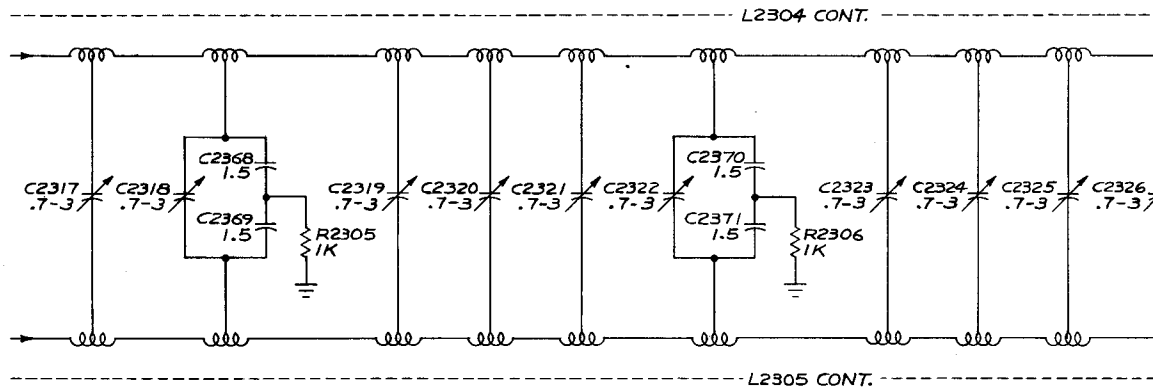 L2304 CONT.
C2317
.7-3
C2318
.7-3
C2368
1.5
C2369
1.5
R2305
1K
C2319
.7-3
C2320
.7-3
C2321
.7-3
C2322
.7-3
C2370
1.5
C2371
1.5
R2306
1K
C2323
.7-3
C2324
.7-3
C2325
.7-3
C2326
.7-3
L2305 CONT.